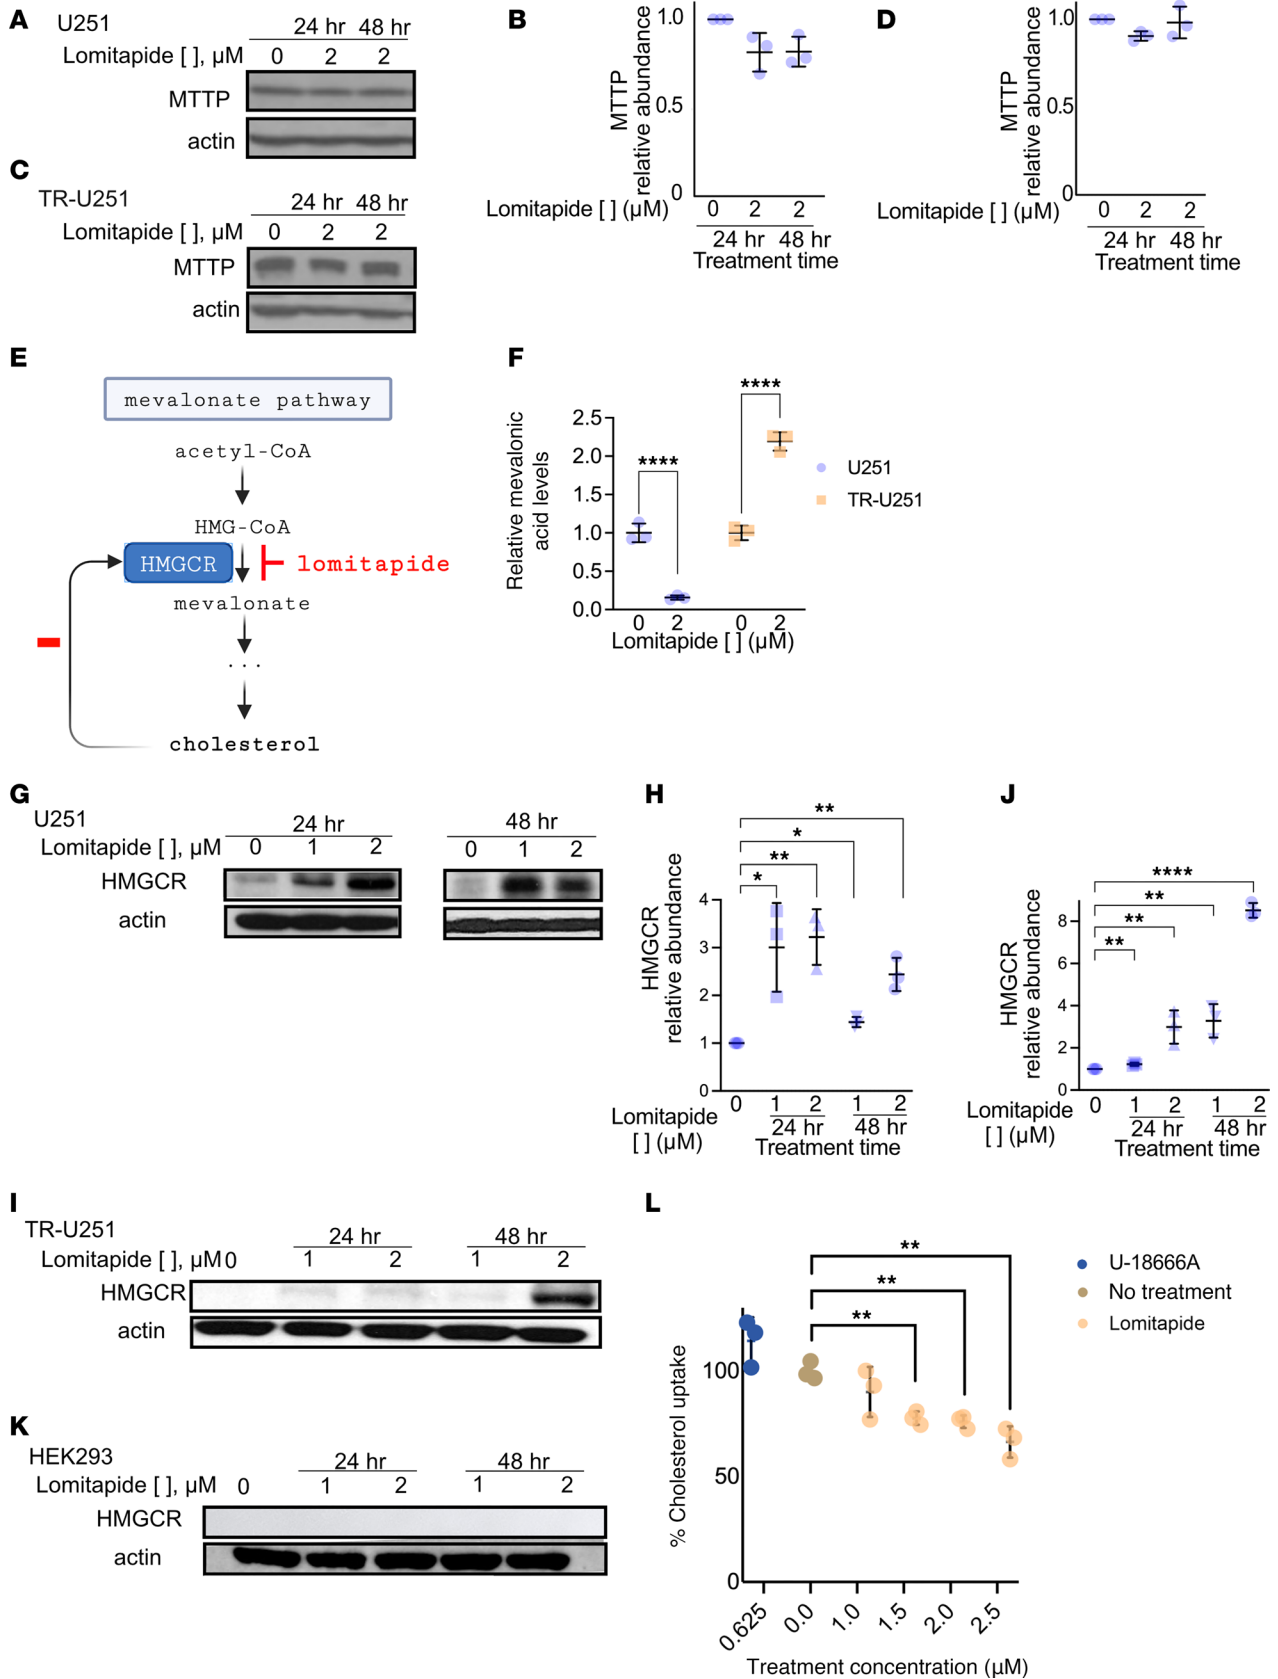 A
U251
24 hr 48 hr
Lomitapide [ ], µM 0 2 2
MTTP
actin
B
MTTP
relative abundance
1.0
0.5
0
Lomitapide [ ] (µM) 0 2 2
24 hr 48 hr
Treatment time
D
MTTP
relative abundance
1.0
0.5
0
Lomitapide [ ] (µM) 0 2 2
24 hr 48 hr
Treatment time
C
TR-U251
24 hr 48 hr
Lomitapide [ ], µM 0 2 2
MTTP
actin
E
mevalonate pathway
acetyl-CoA
HMG-CoA
HMGCR
lomitapide
mevalonate
...
cholesterol
F
Relative mevalonic
acid levels
2.5
2.0
1.5
1.0
0.5
0.0
****
****
0 2 0 2
Lomitapide [ ] (µM)
U251
TR-U251
G
U251
24 hr 48 hr
Lomitapide [ ], µM 0 1 2 0 1 2
HMGCR
actin
H
HMGCR
relative abundance
**
*
**
*
4
3
2
1
0
0 1 2 1 2
Lomitapide
[ ] (µM)
24 hr 48 hr
Treatment time
J
HMGCR
relative abundance
****
**
**
**
8
6
4
2
0
0 1 2 1 2
Lomitapide
[ ] (µM)
24 hr 48 hr
Treatment time
I
TR-U251
24 hr 48 hr
Lomitapide [ ], µM 0 1 2 1 2
HMGCR
actin
K
HEK293
24 hr 48 hr
Lomitapide [ ], µM 0 1 2 1 2
HMGCR
actin
L
% Cholesterol uptake
**
**
**
100
50
0
0.625 0.0 1.0 1.5 2.0 2.5
Treatment concentration (µM)
U-18666A
No treatment
Lomitapide